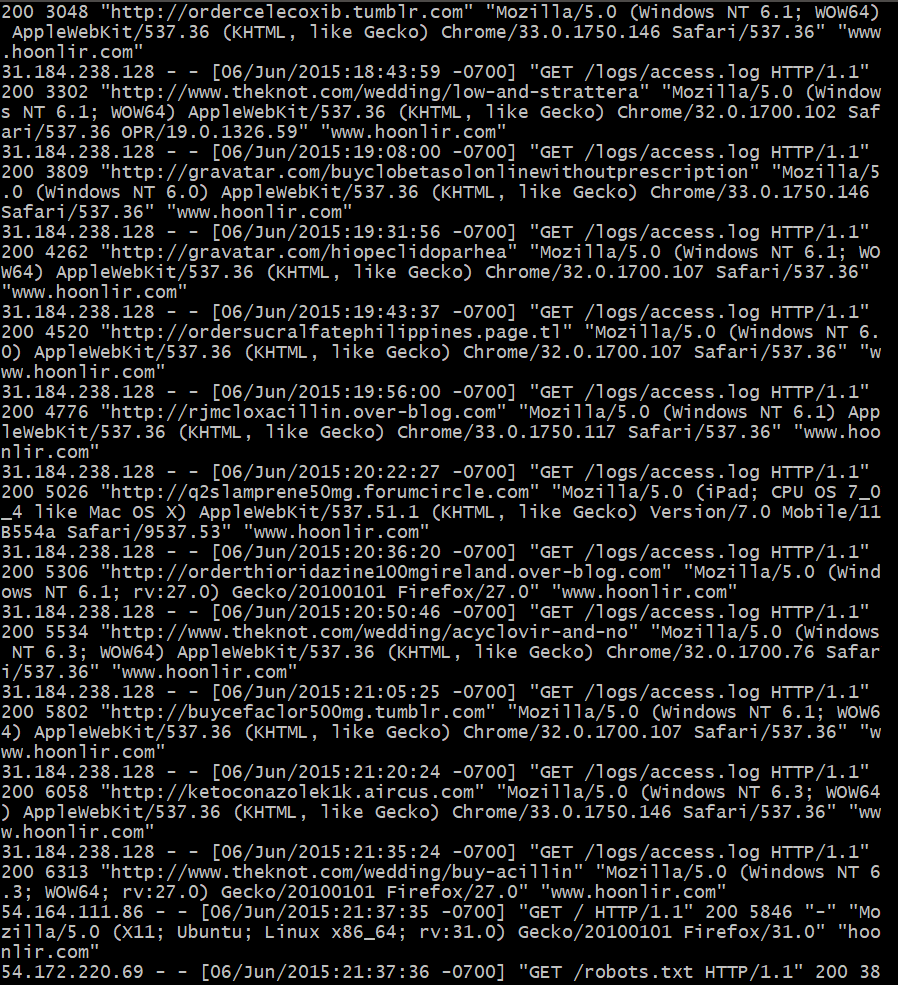 200 3048 "http://ordercelecoxib.tumblr.com" "Mozilla/5.0 (Windows NT 6.1; WOW64)
 AppleWebKit/537.36 (KHTML, like Gecko) Chrome/33.0.1750.146 Safari/537.36" "www
.hoonlir.com"
31.184.238.128 - - [06/Jun/2015:18:43:59 -0700] "GET /logs/access.log HTTP/1.1"
200 3302 "http://www.theknot.com/wedding/low-and-strattera" "Mozilla/5.0 (Window
s NT 6.1; WOW64) AppleWebKit/537.36 (KHTML, like Gecko) Chrome/32.0.1700.102 Saf
ari/537.36 OPR/19.0.1326.59" "www.hoonlir.com"
31.184.238.128 - - [06/Jun/2015:19:08:00 -0700] "GET /logs/access.log HTTP/1.1"
200 3809 "http://gravatar.com/buyclobetasolonlinewithoutprescription" "Mozilla/5
.0 (Windows NT 6.0) AppleWebKit/537.36 (KHTML, like Gecko) Chrome/33.0.1750.146
Safari/537.36" "www.hoonlir.com"
31.184.238.128 - - [06/Jun/2015:19:31:56 -0700] "GET /logs/access.log HTTP/1.1"
200 4262 "http://gravatar.com/hiopeclidoparhea" "Mozilla/5.0 (Windows NT 6.1; WO
W64) AppleWebKit/537.36 (KHTML, like Gecko) Chrome/32.0.1700.107 Safari/537.36"
"www.hoonlir.com"
31.184.238.128 - - [06/Jun/2015:19:43:37 -0700] "GET /logs/access.log HTTP/1.1"
200 4520 "http://ordersucralfatephilippines.page.tl" "Mozilla/5.0 (Windows NT 6.
0) AppleWebKit/537.36 (KHTML, like Gecko) Chrome/32.0.1700.107 Safari/537.36" "w
ww.hoonlir.com"
31.184.238.128 - - [06/Jun/2015:19:56:00 -0700] "GET /logs/access.log HTTP/1.1"
200 4776 "http://rjmcloxacillin.over-blog.com" "Mozilla/5.0 (Windows NT 6.1) App
leWebKit/537.36 (KHTML, like Gecko) Chrome/33.0.1750.117 Safari/537.36" "www.hoo
nlir.com"
31.184.238.128 - - [06/Jun/2015:20:22:27 -0700] "GET /logs/access.log HTTP/1.1"
200 5026 "http://q2slamprene50mg.forumcircle.com" "Mozilla/5.0 (iPad; CPU OS 7_0
_4 like Mac OS X) AppleWebKit/537.51.1 (KHTML, like Gecko) Version/7.0 Mobile/11
B554a Safari/9537.53" "www.hoonlir.com"
31.184.238.128 - - [06/Jun/2015:20:36:20 -0700] "GET /logs/access.log HTTP/1.1"
200 5306 "http://orderthioridazine100mgireland.over-blog.com" "Mozilla/5.0 (Wind
ows NT 6.1; rv:27.0) Gecko/20100101 Firefox/27.0" "www.hoonlir.com"
31.184.238.128 - - [06/Jun/2015:20:50:46 -0700] "GET /logs/access.log HTTP/1.1"
200 5534 "http://www.theknot.com/wedding/acyclovir-and-no" "Mozilla/5.0 (Windows
 NT 6.3; WOW64) AppleWebKit/537.36 (KHTML, like Gecko) Chrome/32.0.1700.76 Safar
i/537.36" "www.hoonlir.com"
31.184.238.128 - - [06/Jun/2015:21:05:25 -0700] "GET /logs/access.log HTTP/1.1"
200 5802 "http://buycefaclor500mg.tumblr.com" "Mozilla/5.0 (Windows NT 6.1; WOW6
4) AppleWebKit/537.36 (KHTML, like Gecko) Chrome/32.0.1700.107 Safari/537.36" "w
ww.hoonlir.com"
31.184.238.128 - - [06/Jun/2015:21:20:24 -0700] "GET /logs/access.log HTTP/1.1"
200 6058 "http://ketoconazolek1k.aircus.com" "Mozilla/5.0 (Windows NT 6.3; WOW64
) AppleWebKit/537.36 (KHTML, like Gecko) Chrome/33.0.1750.146 Safari/537.36" "ww
w.hoonlir.com"
31.184.238.128 - - [06/Jun/2015:21:35:24 -0700] "GET /logs/access.log HTTP/1.1"
200 6313 "http://www.theknot.com/wedding/buy-acillin" "Mozilla/5.0 (Windows NT 6
.3; WOW64; rv:27.0) Gecko/20100101 Firefox/27.0" "www.hoonlir.com"
54.164.111.86 - - [06/Jun/2015:21:37:35 -0700] "GET / HTTP/1.1" 200 5846 "-" "Mo
zilla/5.0 (X11; Ubuntu; Linux x86_64; rv:31.0) Gecko/20100101 Firefox/31.0" "hoo
nlir.com"
54.172.220.69 - - [06/Jun/2015:21:37:36 -0700] "GET /robots.txt HTTP/1.1" 200 38